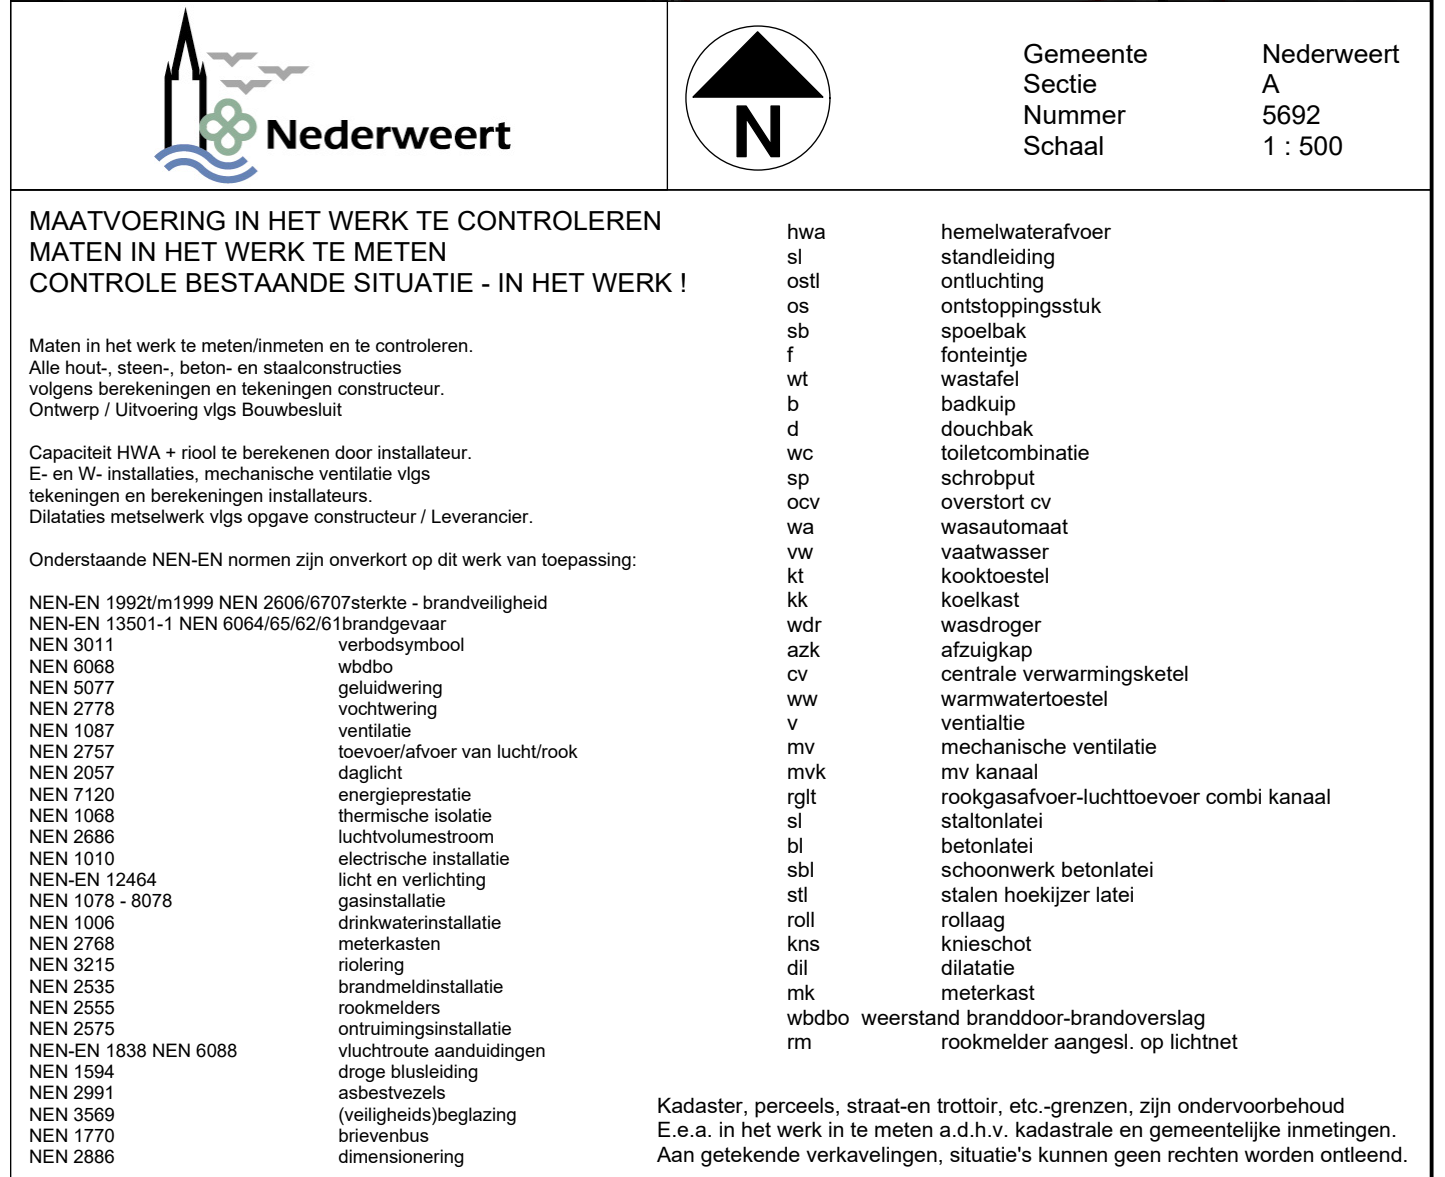 Nederweert
N
Gemeente Nederweert
Sectie A
Nummer 5692
Schaal 1 : 500
MAATVOERING IN HET WERK TE CONTROLEREN
MATEN IN HET WERK TE METEN
CONTROLE BESTAANDE SITUATIE - IN HET WERK !
Maten in het werk te meten/inmeten en te controleren.
Alle hout-, steen-, beton- en staalconstructies
volgens berekeningen en tekeningen constructeur.
Ontwerp / Uitvoering vlgs Bouwbesluit
Capaciteit HWA + riool te berekenen door installateur.
E- en W- installaties, mechanische ventilatie vlgs
tekeningen en berekeningen installateurs.
Dilataties metselwerk vlgs opgave constructeur / Leverancier.
Onderstaande NEN-EN normen zijn onverkort op dit werk van toepassing:
NEN-EN 1992t/m1999 NEN 2606/6707sterkte - brandveiligheid
NEN-EN 13501-1 NEN 6064/65/62/61brandgevaar
NEN 3011 verbodsymbool
NEN 6068 wbdbo
NEN 5077 geluidwering
NEN 2778 vochtwering
NEN 1087 ventilatie
NEN 2757 toevoer/afvoer van lucht/rook
NEN 2057 daglicht
NEN 7120 energieprestatie
NEN 1068 thermische isolatie
NEN 2686 luchtvolumestroom
NEN 1010 electrische installatie
NEN-EN 12464 licht en verlichting
NEN 1078 - 8078 gasinstallatie
NEN 1006 drinkwaterinstallatie
NEN 2768 meterkasten
NEN 3215 riolering
NEN 2535 brandmeldinstallatie
NEN 2555 rookmelders
NEN 2575 ontruimingsinstallatie
NEN-EN 1838 NEN 6088 vluchtroute aanduidingen
NEN 1594 droge blusleiding
NEN 2991 asbestvezels
NEN 3569 (veiligheids)beglazing
NEN 1770 brievenbus
NEN 2886 dimensionering
hwa hemelwaterafvoer
sl standleiding
ostl ontluchting
os ontstoppingsstuk
sb spoelbak
f fonteintje
wt wastafel
b badkuip
d douchbak
wc toiletcombinatie
sp schrobput
ocv overstort cv
wa wasautomaat
vw vaatwasser
kt kooktoestel
kk koelkast
wdr wasdroger
azk afzuigkap
cv centrale verwarmingsketel
ww warmwatertoestel
v ventialtie
mv mechanische ventilatie
mvk mv kanaal
rglt rookgasafvoer-luchttoevoer combi kanaal
sl staltonlatei
bl betonlatei
sbl schoonwerk betonlatei
stl stalen hoekijzer latei
roll rollaag
kns knieschot
dil dilatatie
mk meterkast
wbdbo weerstand branddoor-brandoverslag
rm rookmelder aangesl. op lichtnet
Kadaster, perceels, straat-en trottoir, etc.-grenzen, zijn ondervoorbehoud
E.e.a. in het werk in te meten a.d.h.v. kadastrale en gemeentelijke inmetingen.
Aan getekende verkavelingen, situatie's kunnen geen rechten worden ontleend.